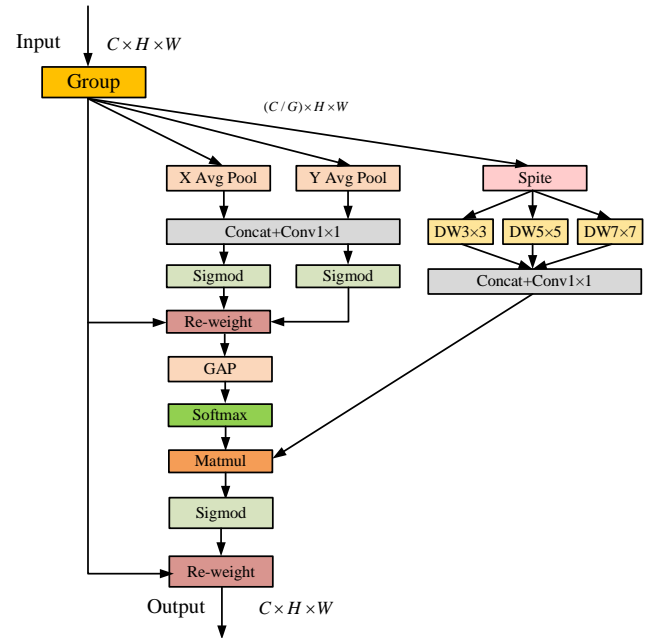 Input
C × H × W
Group
(C / G) × H × W
X Avg Pool
Y Avg Pool
Spite
Concat+Conv1×1
DW3×3
DW5×5
DW7×7
Sigmod
Sigmod
Concat+Conv1×1
Re-weight
GAP
Softmax
Matmul
Sigmod
Re-weight
Output
C × H × W